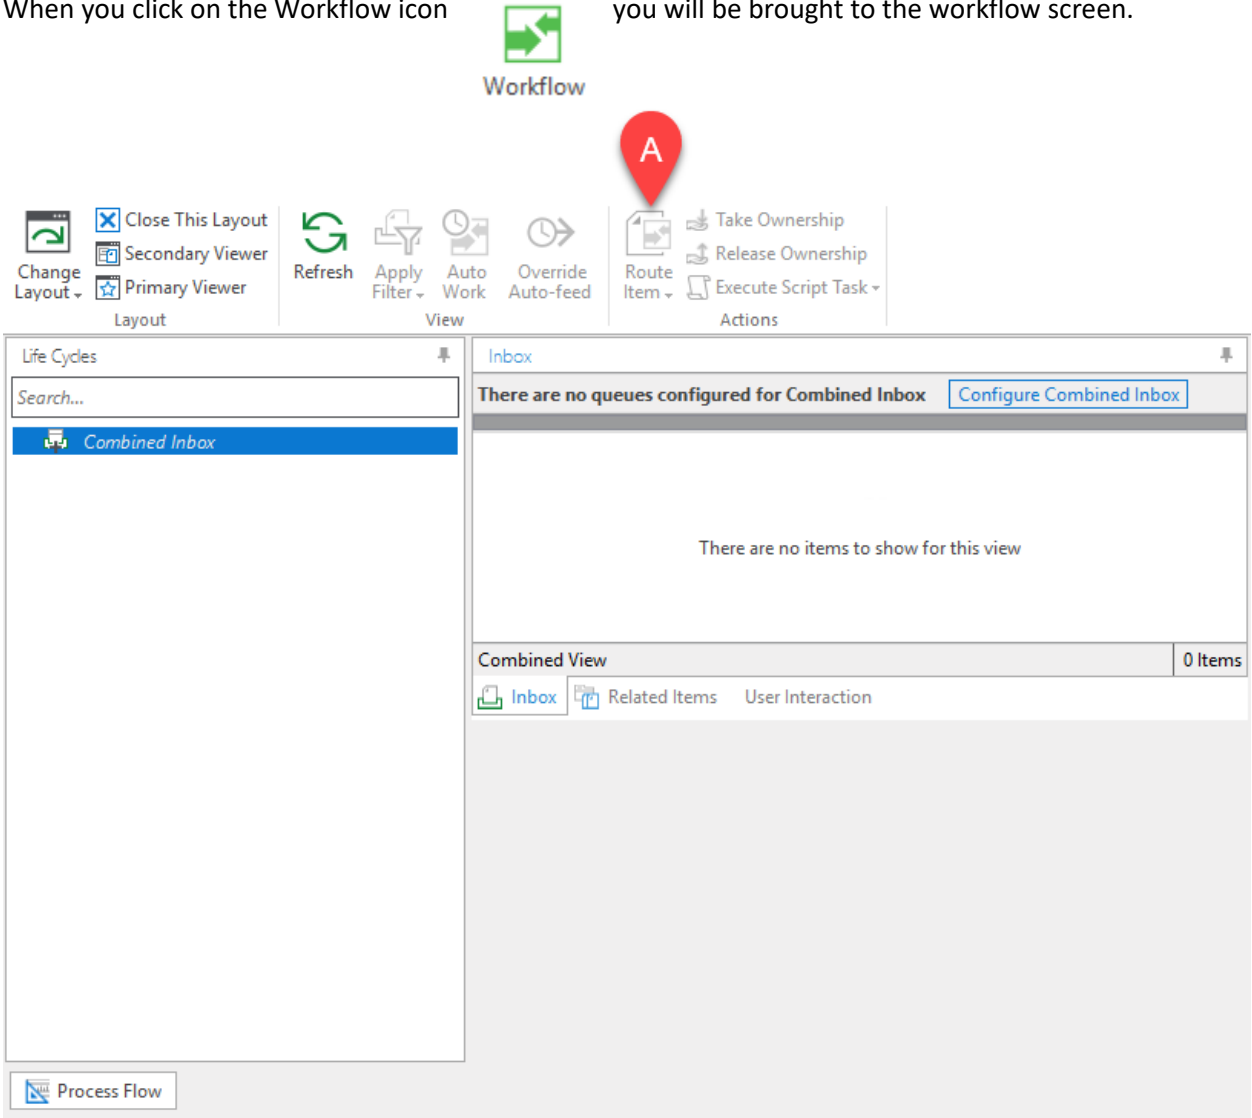 When you click on the Workflow icon you will be brought to the workflow screen.
Workflow
A
Change Layout
Close This Layout
Secondary Viewer
Primary Viewer
Layout
Refresh
Apply Filter
Auto Work
Override Auto-feed
View
Route Item
Take Ownership
Release Ownership
Execute Script Task
Actions
Life Cycles
Search...
Combined Inbox
Inbox
There are no queues configured for Combined Inbox
Configure Combined Inbox
There are no items to show for this view
Combined View
0 Items
Inbox
Related Items
User Interaction
Process Flow